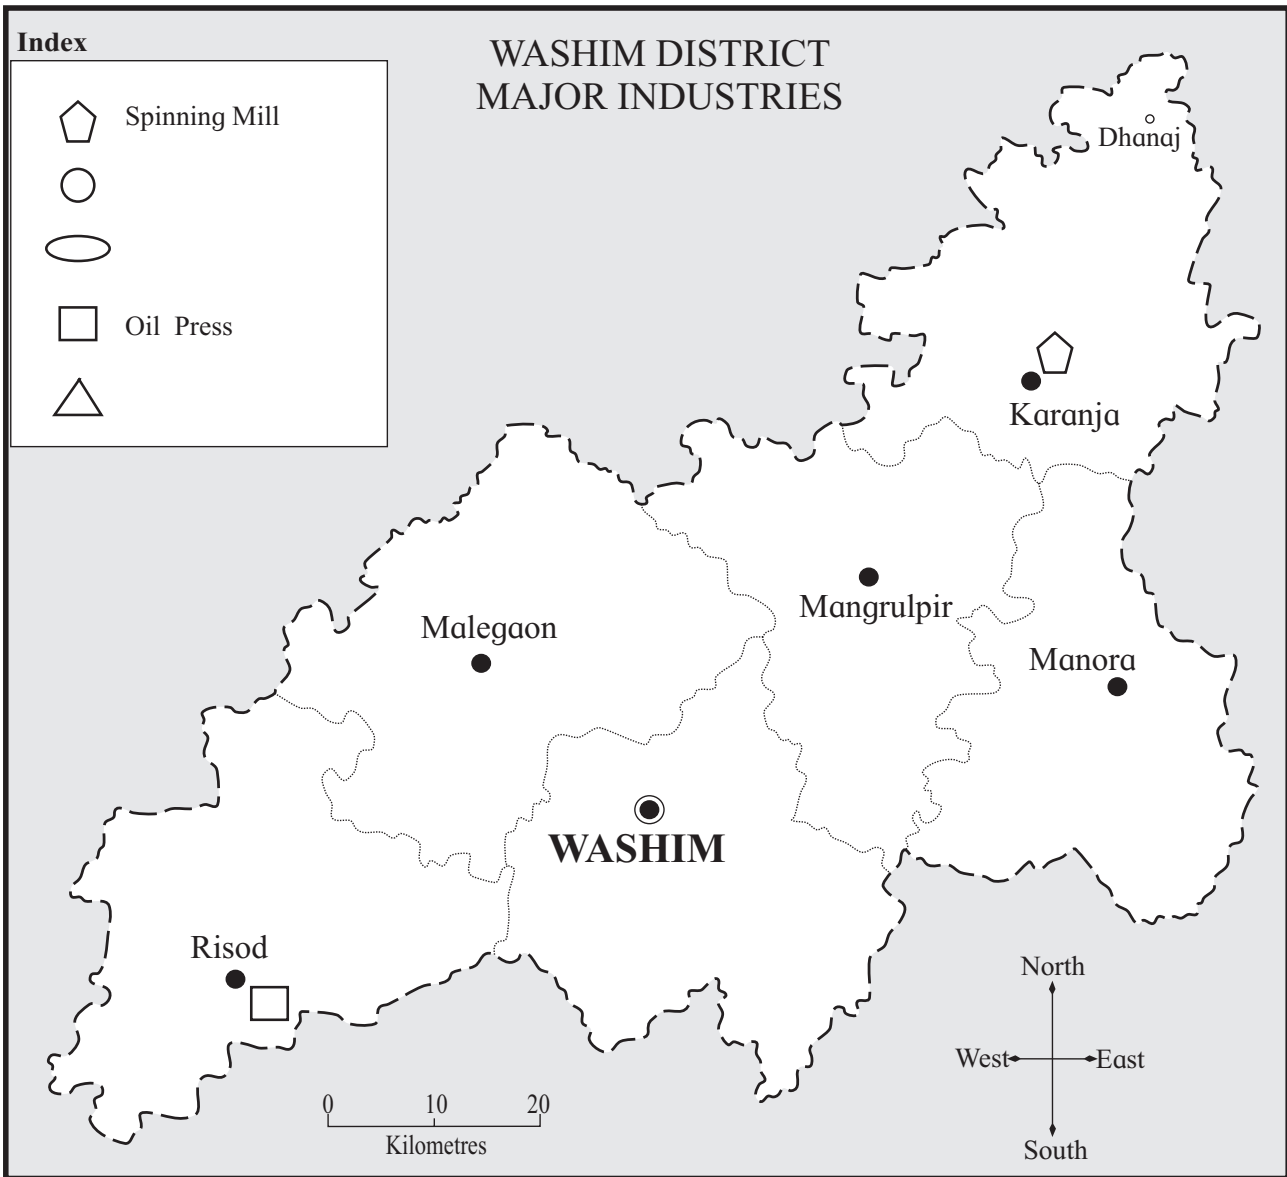 Index
WASHIM DISTRICT
MAJOR INDUSTRIES
Spinning Mill
Oil Press
Dhanaj
Karanja
Mangrulpir
Malegaon
Manora
WASHIM
Risod
North
West
East
South
0 10 20
Kilometres